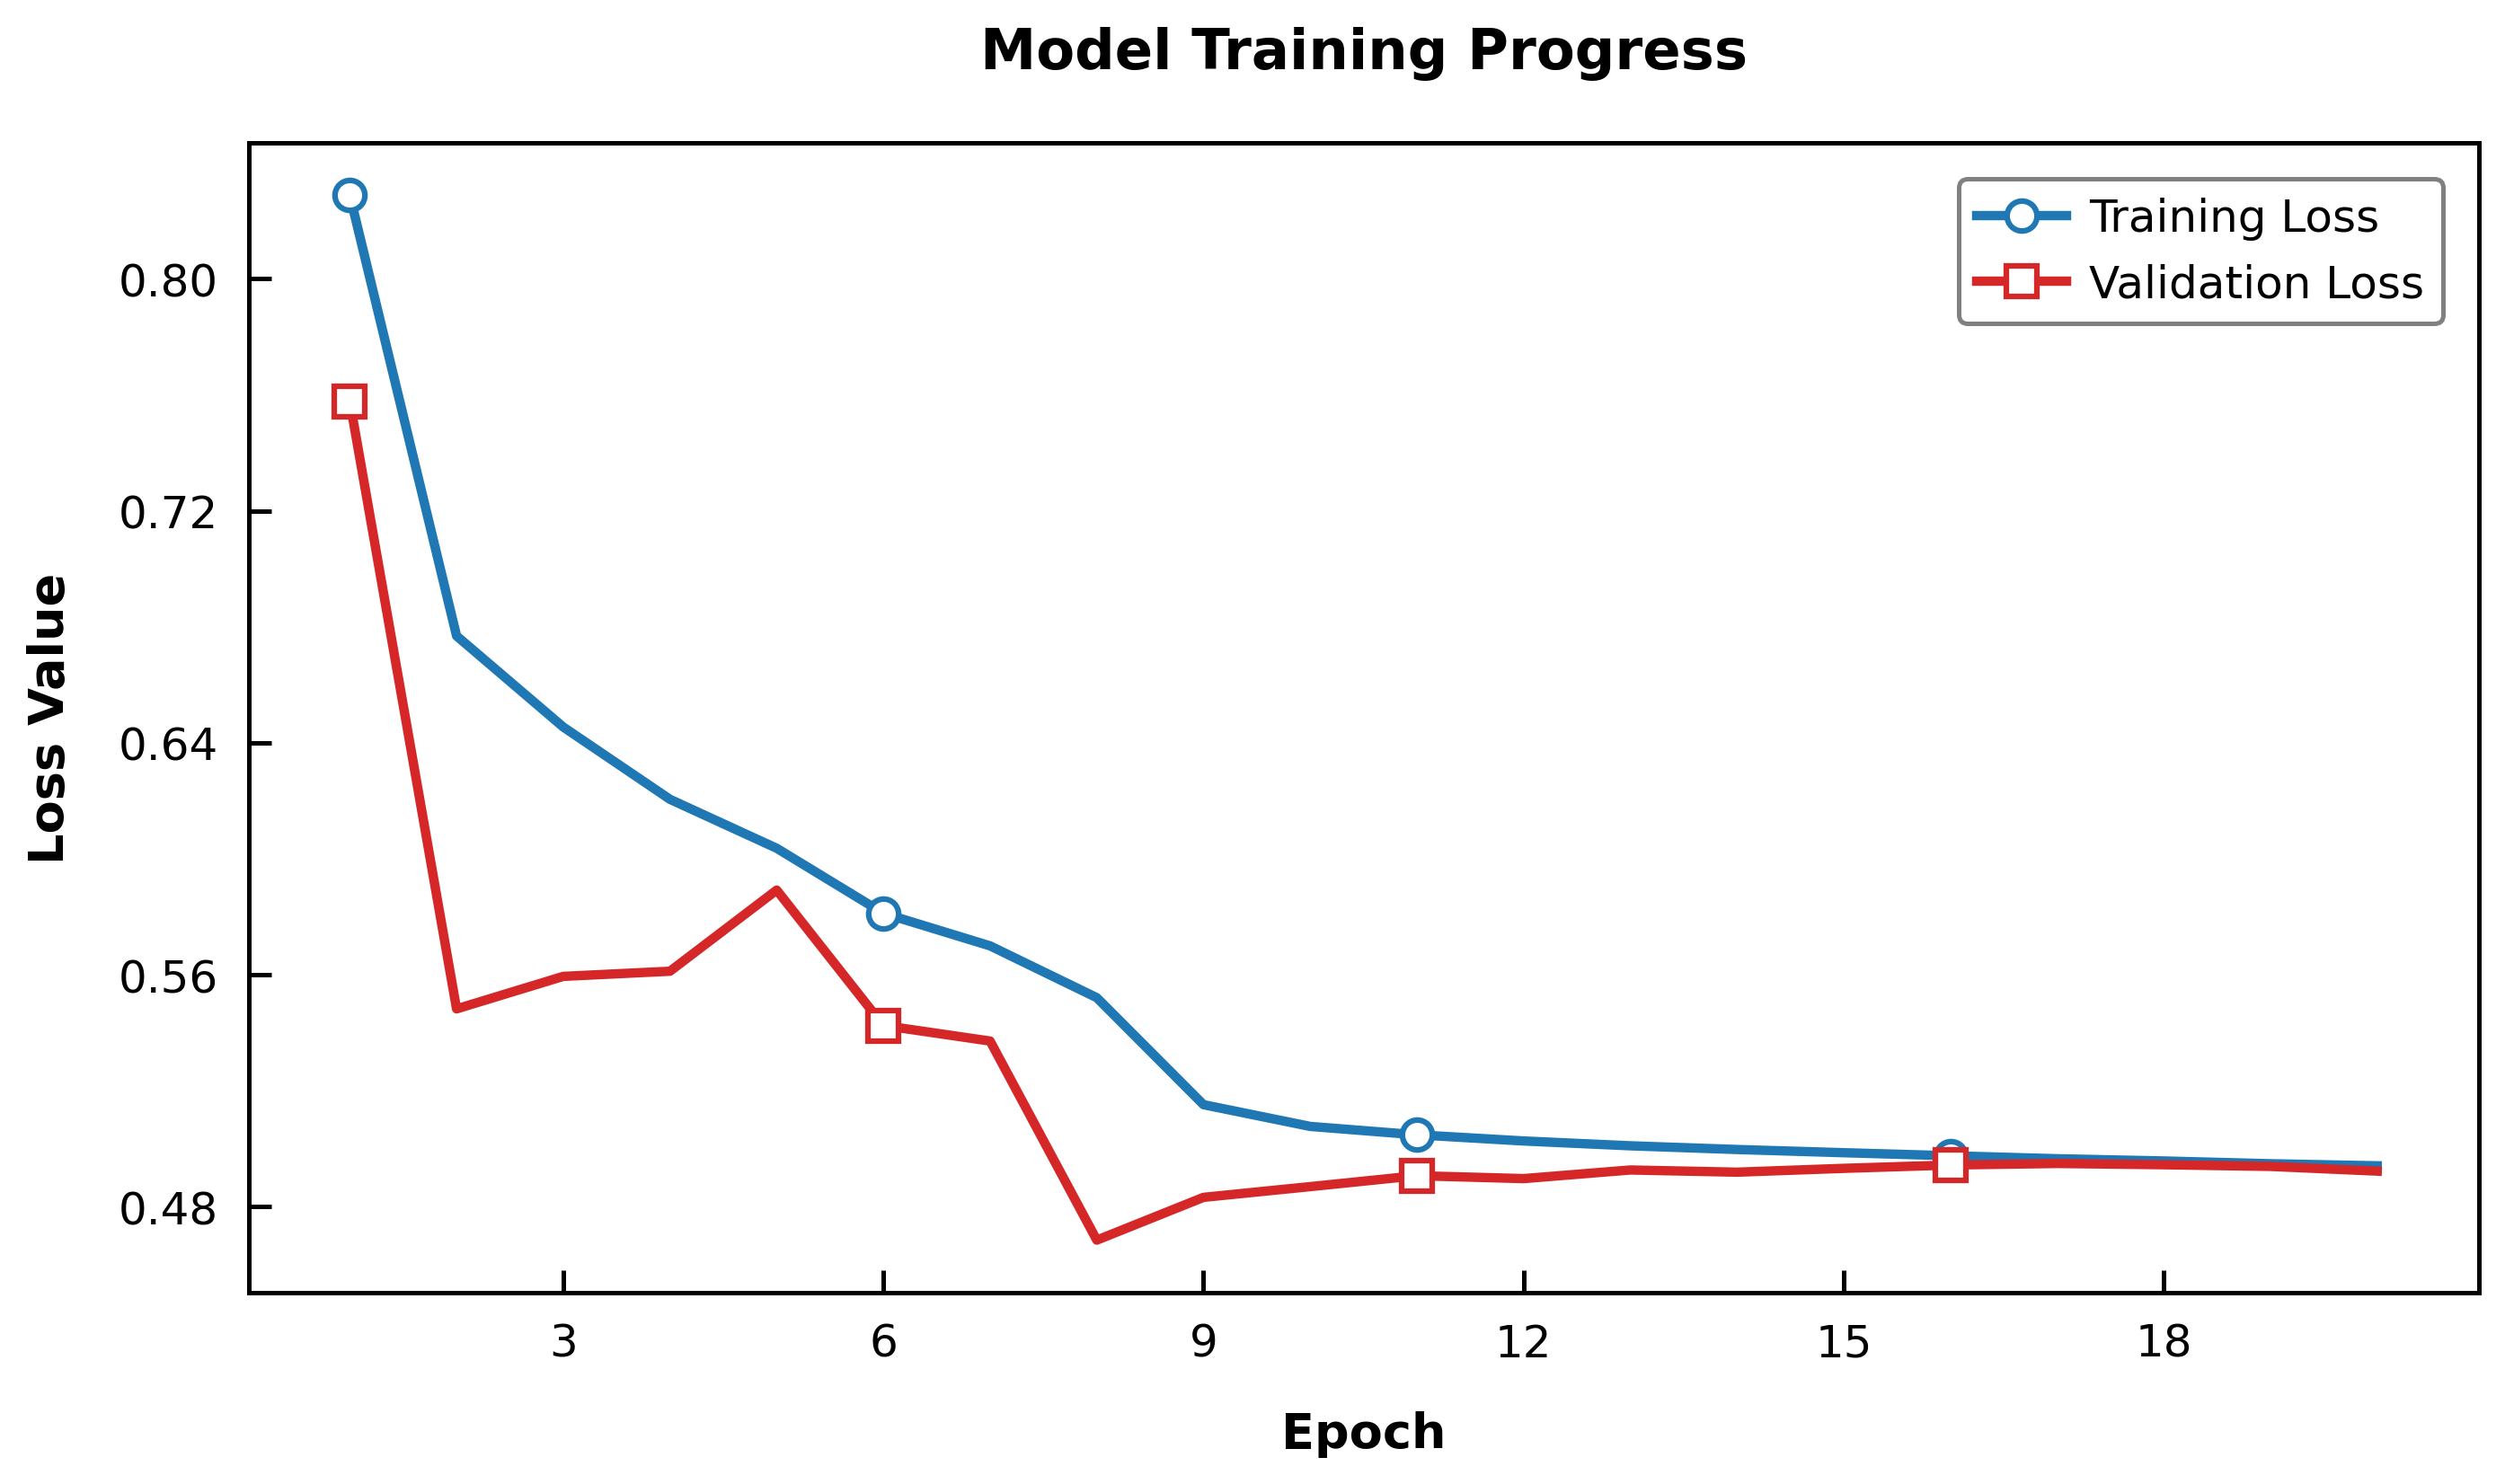 Model Training Progress
Training Loss
Validation Loss
0.80
0.72
0.64
0.56
0.48
Loss Value
3 6 9 12 15 18
Epoch